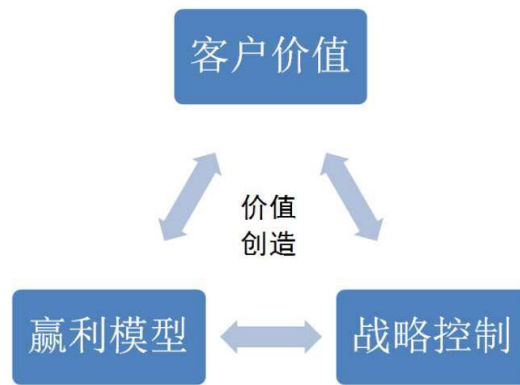 客户价值
价值
创造
赢利模型
战略控制